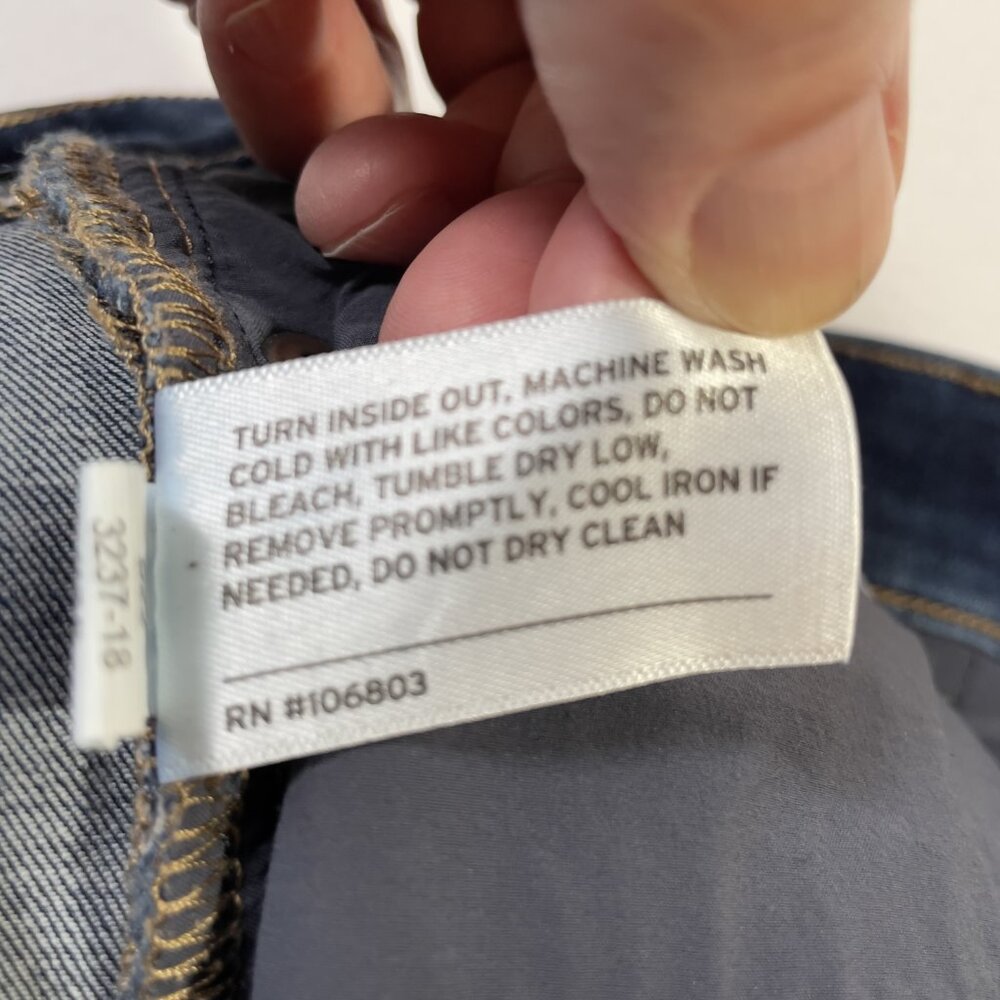 TURN INSIDE OUT, MACHINE WASH
COLD WITH LIKE COLORS, DO NOT
BLEACH, TUMBLE DRY LOW,
REMOVE PROMPTLY, COOL IRON IF
NEEDED, DO NOT DRY CLEAN
RN #106803
3237-18